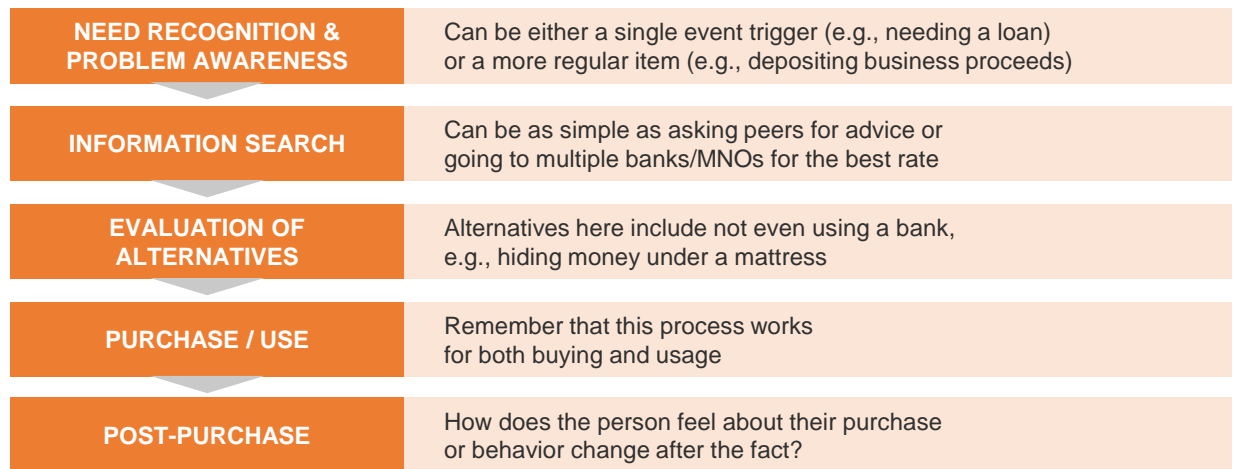 NEED RECOGNITION &
PROBLEM AWARENESS
Can be either a single event trigger (e.g., needing a loan)
or a more regular item (e.g., depositing business proceeds)
INFORMATION SEARCH
Can be as simple as asking peers for advice or
going to multiple banks/MNOs for the best rate
EVALUATION OF
ALTERNATIVES
Alternatives here include not even using a bank,
e.g., hiding money under a mattress
PURCHASE / USE
Remember that this process works
for both buying and usage
POST-PURCHASE
How does the person feel about their purchase
or behavior change after the fact?